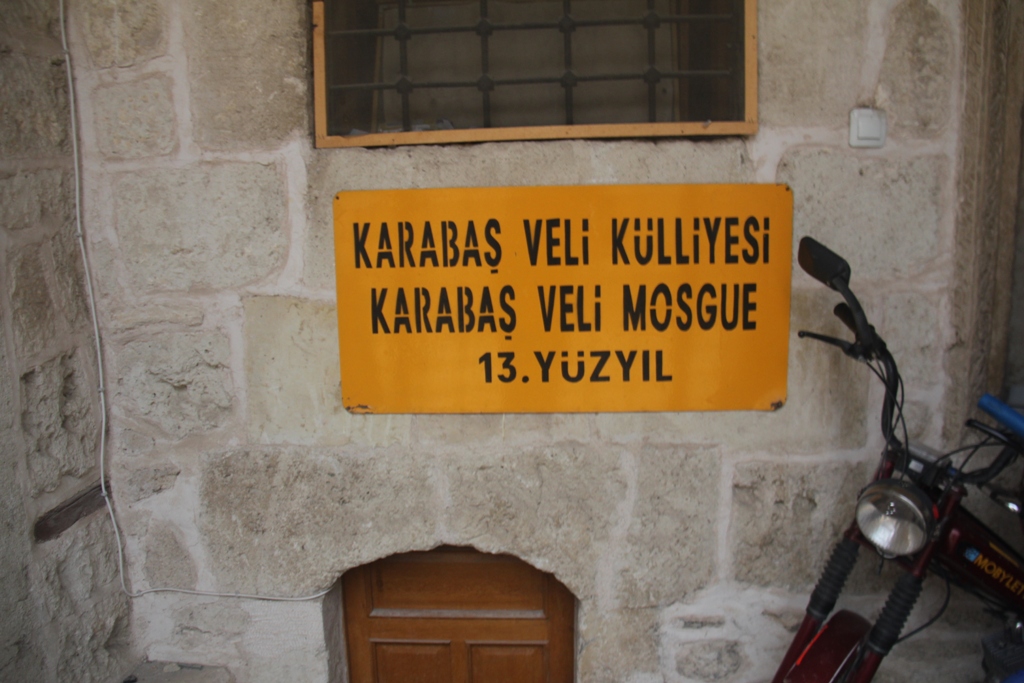 KARABAŞ VELİ KÜLLİYESİ
KARABAŞ VELİ MOSGUE
13.YÜZYIL